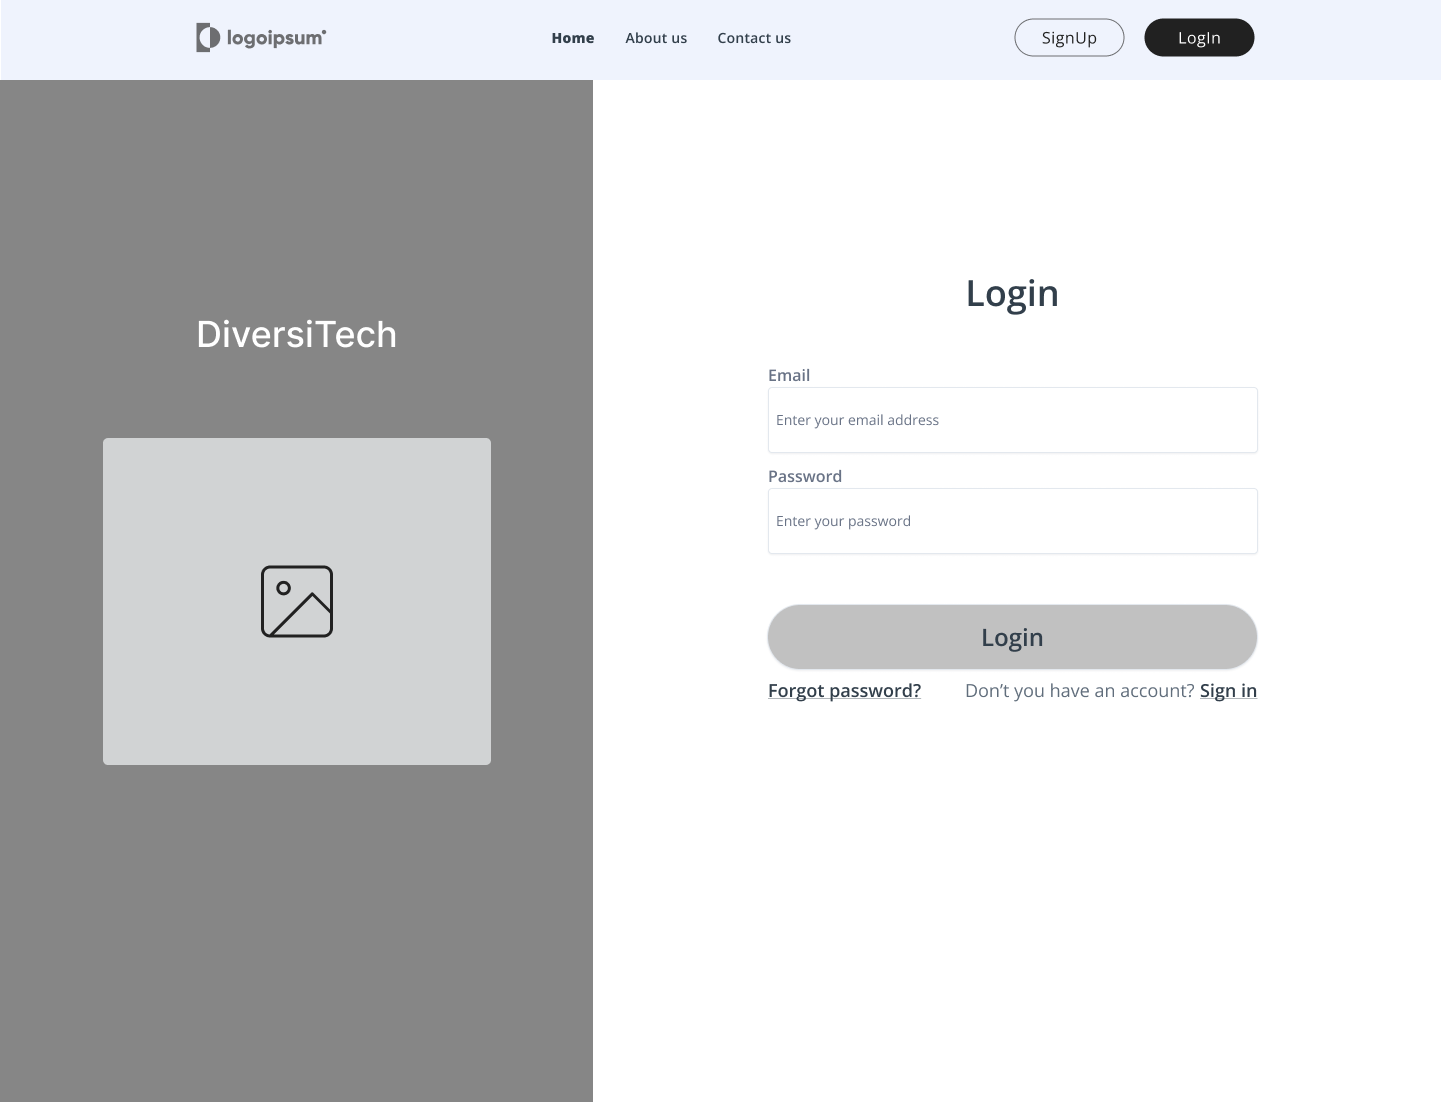 logoipsum
Home
About us
Contact us
SignUp
LogIn
DiversiTech
Login
Email
Enter your email address
Password
Enter your password
Login
Forgot password?
Don’t you have an account? Sign in